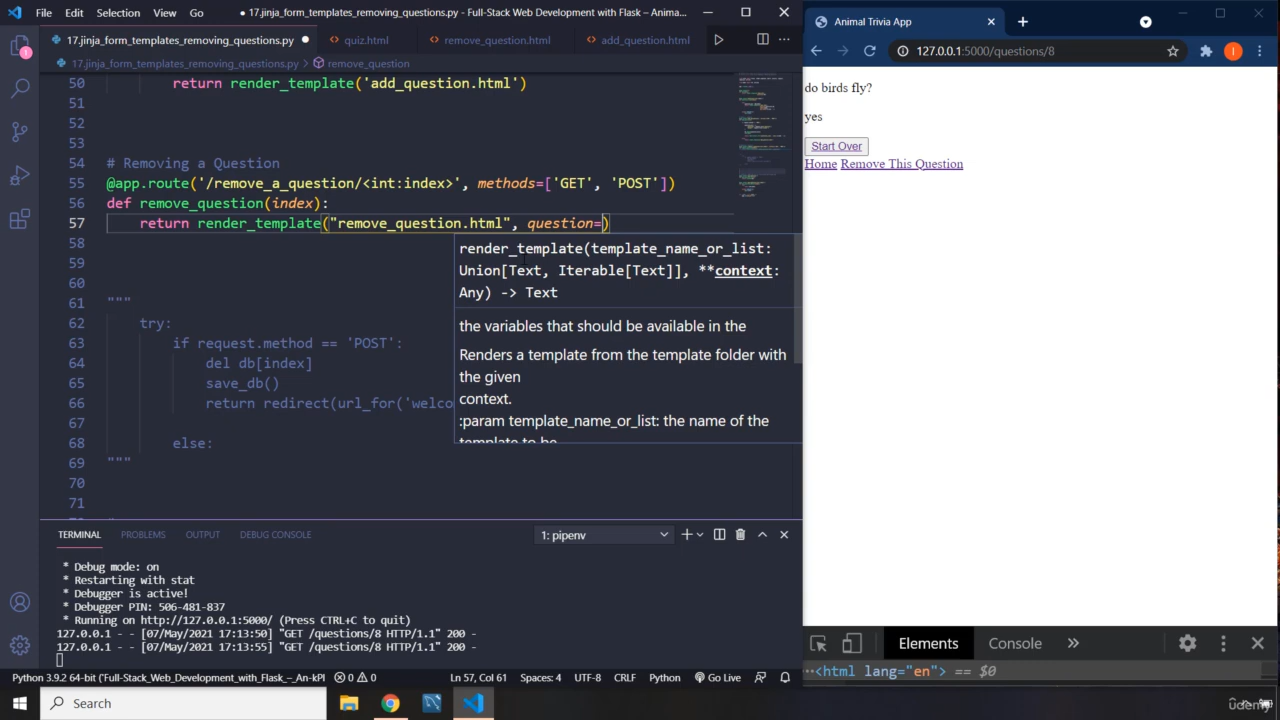 File Edit Selection View Go
● 17.jinja_form_templates_removing_questions.py - Full-Stack Web Development with Flask -- Anima...
17.jinja_form_templates_removing_questions.py ●
quiz.html
remove_question.html
add_question.html
17.jinja_form_templates_removing_questions.py > remove_question
50 return render_template('add_question.html')
51
52
53
54 # Removing a Question
55 @app.route('/remove_a_question/<int:index>', methods=['GET', 'POST'])
56 def remove_question(index):
57 return render_template("remove_question.html", question=)
58
59
60
61 """
62 try:
63 if request.method == 'POST':
64 del db[index]
65 save_db()
66 return redirect(url_for('welco
67
68 else:
69 """
70
71
render_template(template_name_or_list:
Union[Text, Iterable[Text]], **context:
Any) -> Text
the variables that should be available in the
Renders a template from the template folder with
the given
context.
:param template_name_or_list: the name of the
template to be
TERMINAL PROBLEMS OUTPUT DEBUG CONSOLE
1: pipenv
* Debug mode: on
* Restarting with stat
* Debugger is active!
* Debugger PIN: 506-481-837
* Running on http://127.0.0.1:5000/ (Press CTRL+C to quit)
127.0.0.1 - - [07/May/2021 17:13:50] "GET /questions/8 HTTP/1.1" 200 -
127.0.0.1 - - [07/May/2021 17:13:55] "GET /questions/8 HTTP/1.1" 200 -
Ln 57, Col 61 Spaces: 4 UTF-8 CRLF Python Go Live
Search
Animal Trivia App
127.0.0.1:5000/questions/8
do birds fly?
yes
Start Over
Home Remove This Question
Elements Console »
<html lang="en"> == $0
udemy